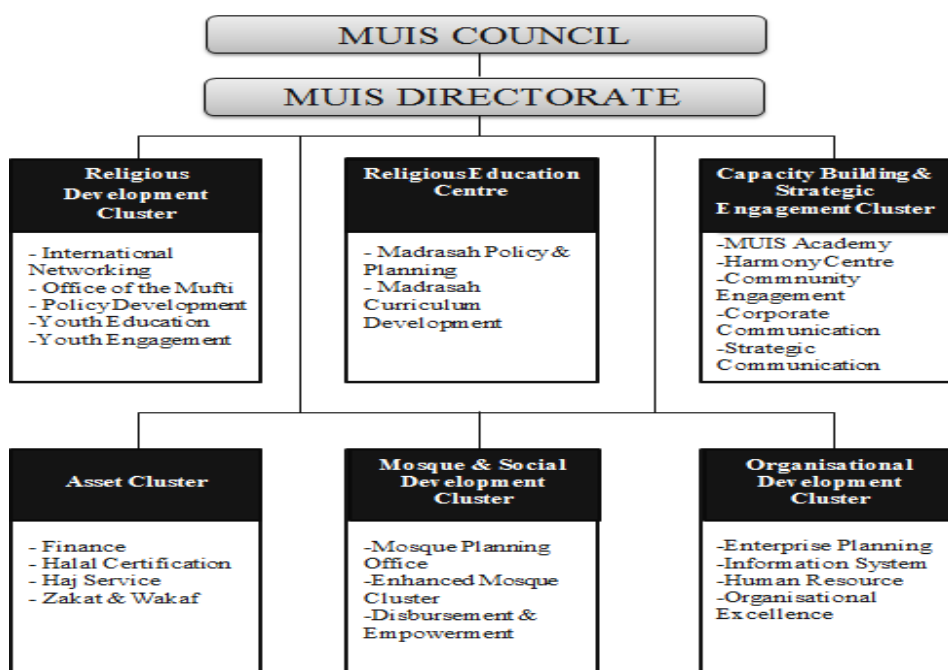 MUIS COUNCIL
MUIS DIRECTORATE
Religious
Development
Cluster
- International
Networking
- Office of the Mufti
- Policy Development
-Youth Education
-Youth Engagement
Religious Education
Centre
- Madrasah Policy &
Planning
- Madrasah
Curriculum
Development
Capacity Building &
Strategic
Engagement Cluster
-MUIS Academy
-Harmony Centre
-Commnunity
Engagement
-Corporate
Communication
-Strategic
Communication
Asset Cluster
- Finance
- Halal Certification
- Haj Service
- Zakat & Wakaf
Mosque & Social
Development
Cluster
-Mosque Planning
Office
-Enhanced Mosque
Cluster
-Disbursement &
Empowerment
Organisational
Development
Cluster
-Enterprise Planning
-Information System
-Human Resource
-Organisational
Excellence